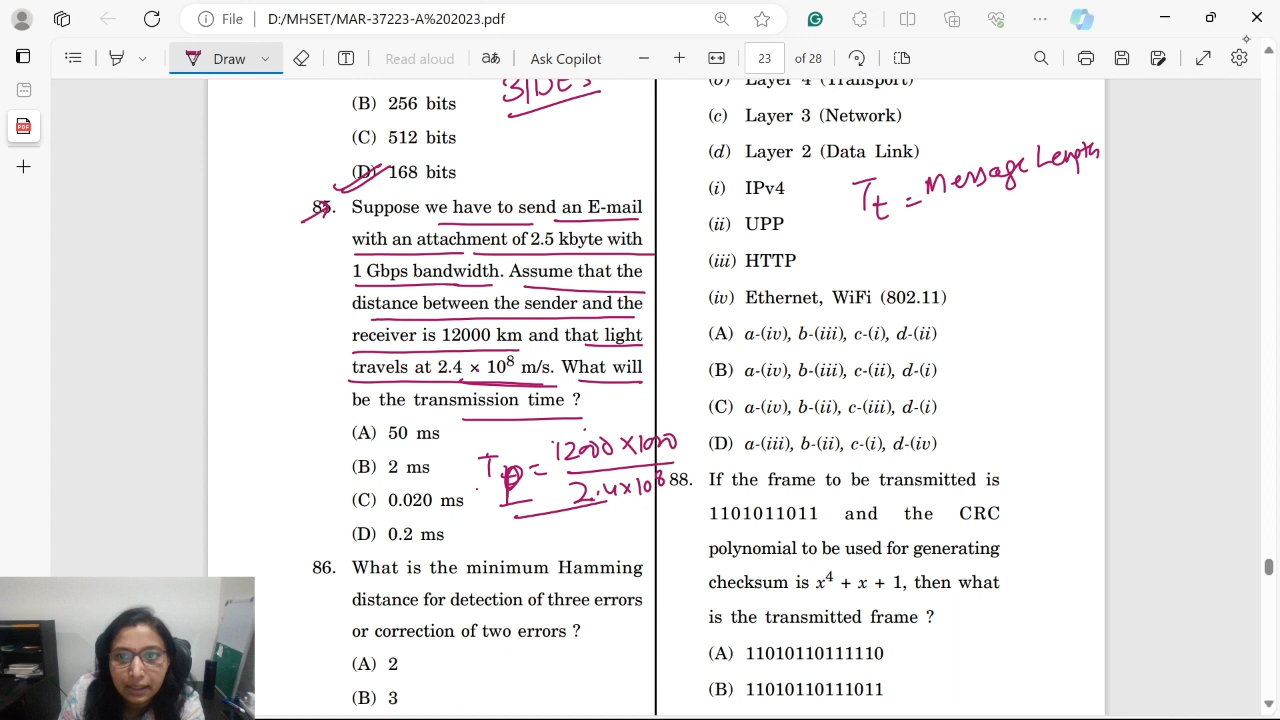 File
D:/MHSET/MAR-37223-A%202023.pdf
Draw
Read aloud
aあ
Ask Copilot
23
of 28
3/DES
(B) 256 bits
(C) 512 bits
(D) 168 bits
85. Suppose we have to send an E-mail
with an attachment of 2.5 kbyte with
1 Gbps bandwidth. Assume that the
distance between the sender and the
receiver is 12000 km and that light
travels at 2.4 × 10⁸ m/s. What will
be the transmission time ?
(A) 50 ms
(B) 2 ms
(C) 0.020 ms
(D) 0.2 ms
Tp = 12000 × 1000
2.4 × 10⁸
86. What is the minimum Hamming
distance for detection of three errors
or correction of two errors ?
(A) 2
(B) 3
(b) Layer 4 (Transport)
(c) Layer 3 (Network)
(d) Layer 2 (Data Link)
Tt = Message Length
(i) IPv4
(ii) UPP
(iii) HTTP
(iv) Ethernet, WiFi (802.11)
(A) a-(iv), b-(iii), c-(i), d-(ii)
(B) a-(iv), b-(iii), c-(ii), d-(i)
(C) a-(iv), b-(ii), c-(iii), d-(i)
(D) a-(iii), b-(ii), c-(i), d-(iv)
88. If the frame to be transmitted is
1101011011 and the CRC
polynomial to be used for generating
checksum is x⁴ + x + 1, then what
is the transmitted frame ?
(A) 11010110111110
(B) 11010110111011